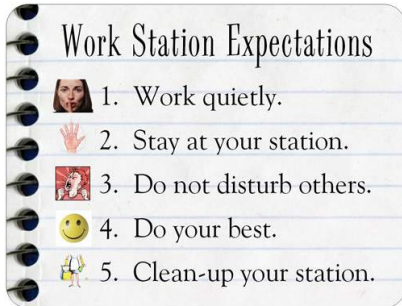 Work Station Expectations
1. Work quietly.
2. Stay at your station.
3. Do not disturb others.
4. Do your best.
5. Clean-up your station.